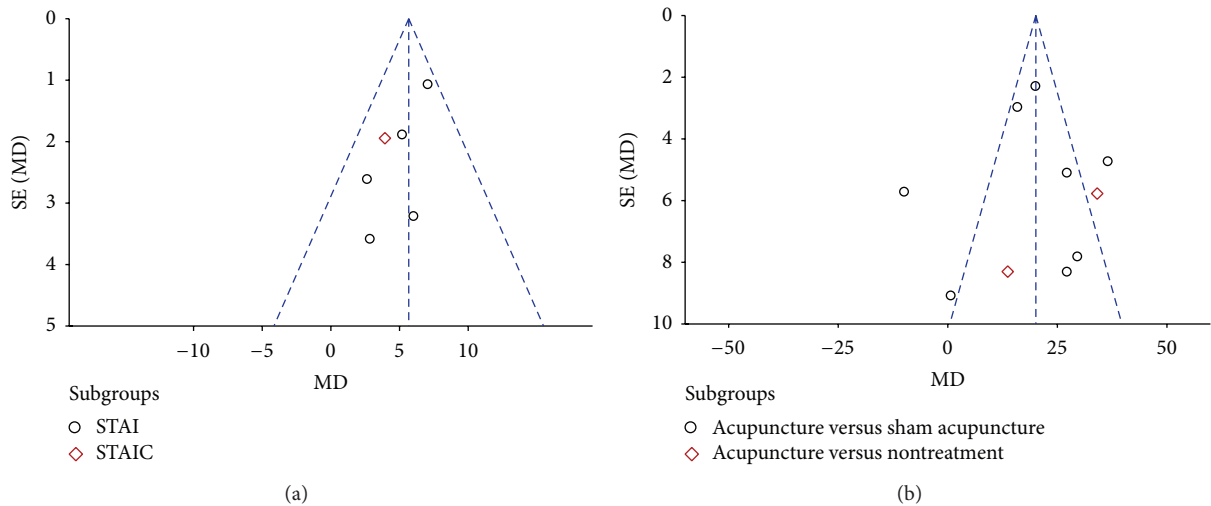 0
1
2
3
4
5
SE (MD)
−10
−5
0
5
10
MD
Subgroups
STAI
STAIC
(a)
0
2
4
6
8
10
SE (MD)
−50
−25
0
25
50
MD
Subgroups
Acupuncture versus sham acupuncture
Acupuncture versus nontreatment
(b)